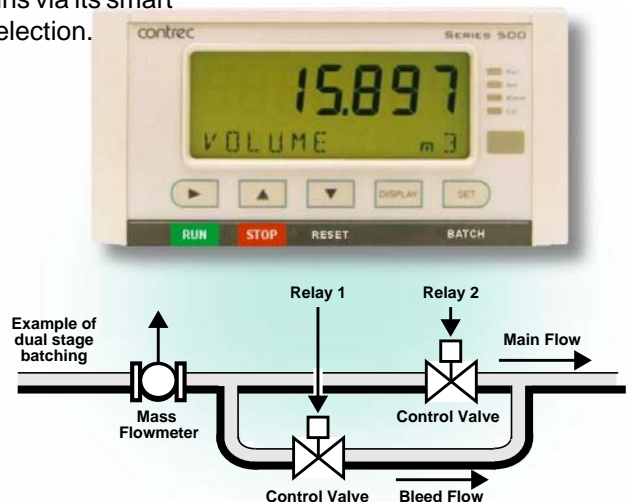 ns via its smart
election.
contrec
SERIES 500
15.897
VOLUME m3
DISPLAY SET
RUN STOP RESET BATCH
Relay 1 Relay 2
Example of
dual stage
batching
Main Flow
Mass
Flowmeter
Control Valve
Control Valve Bleed Flow